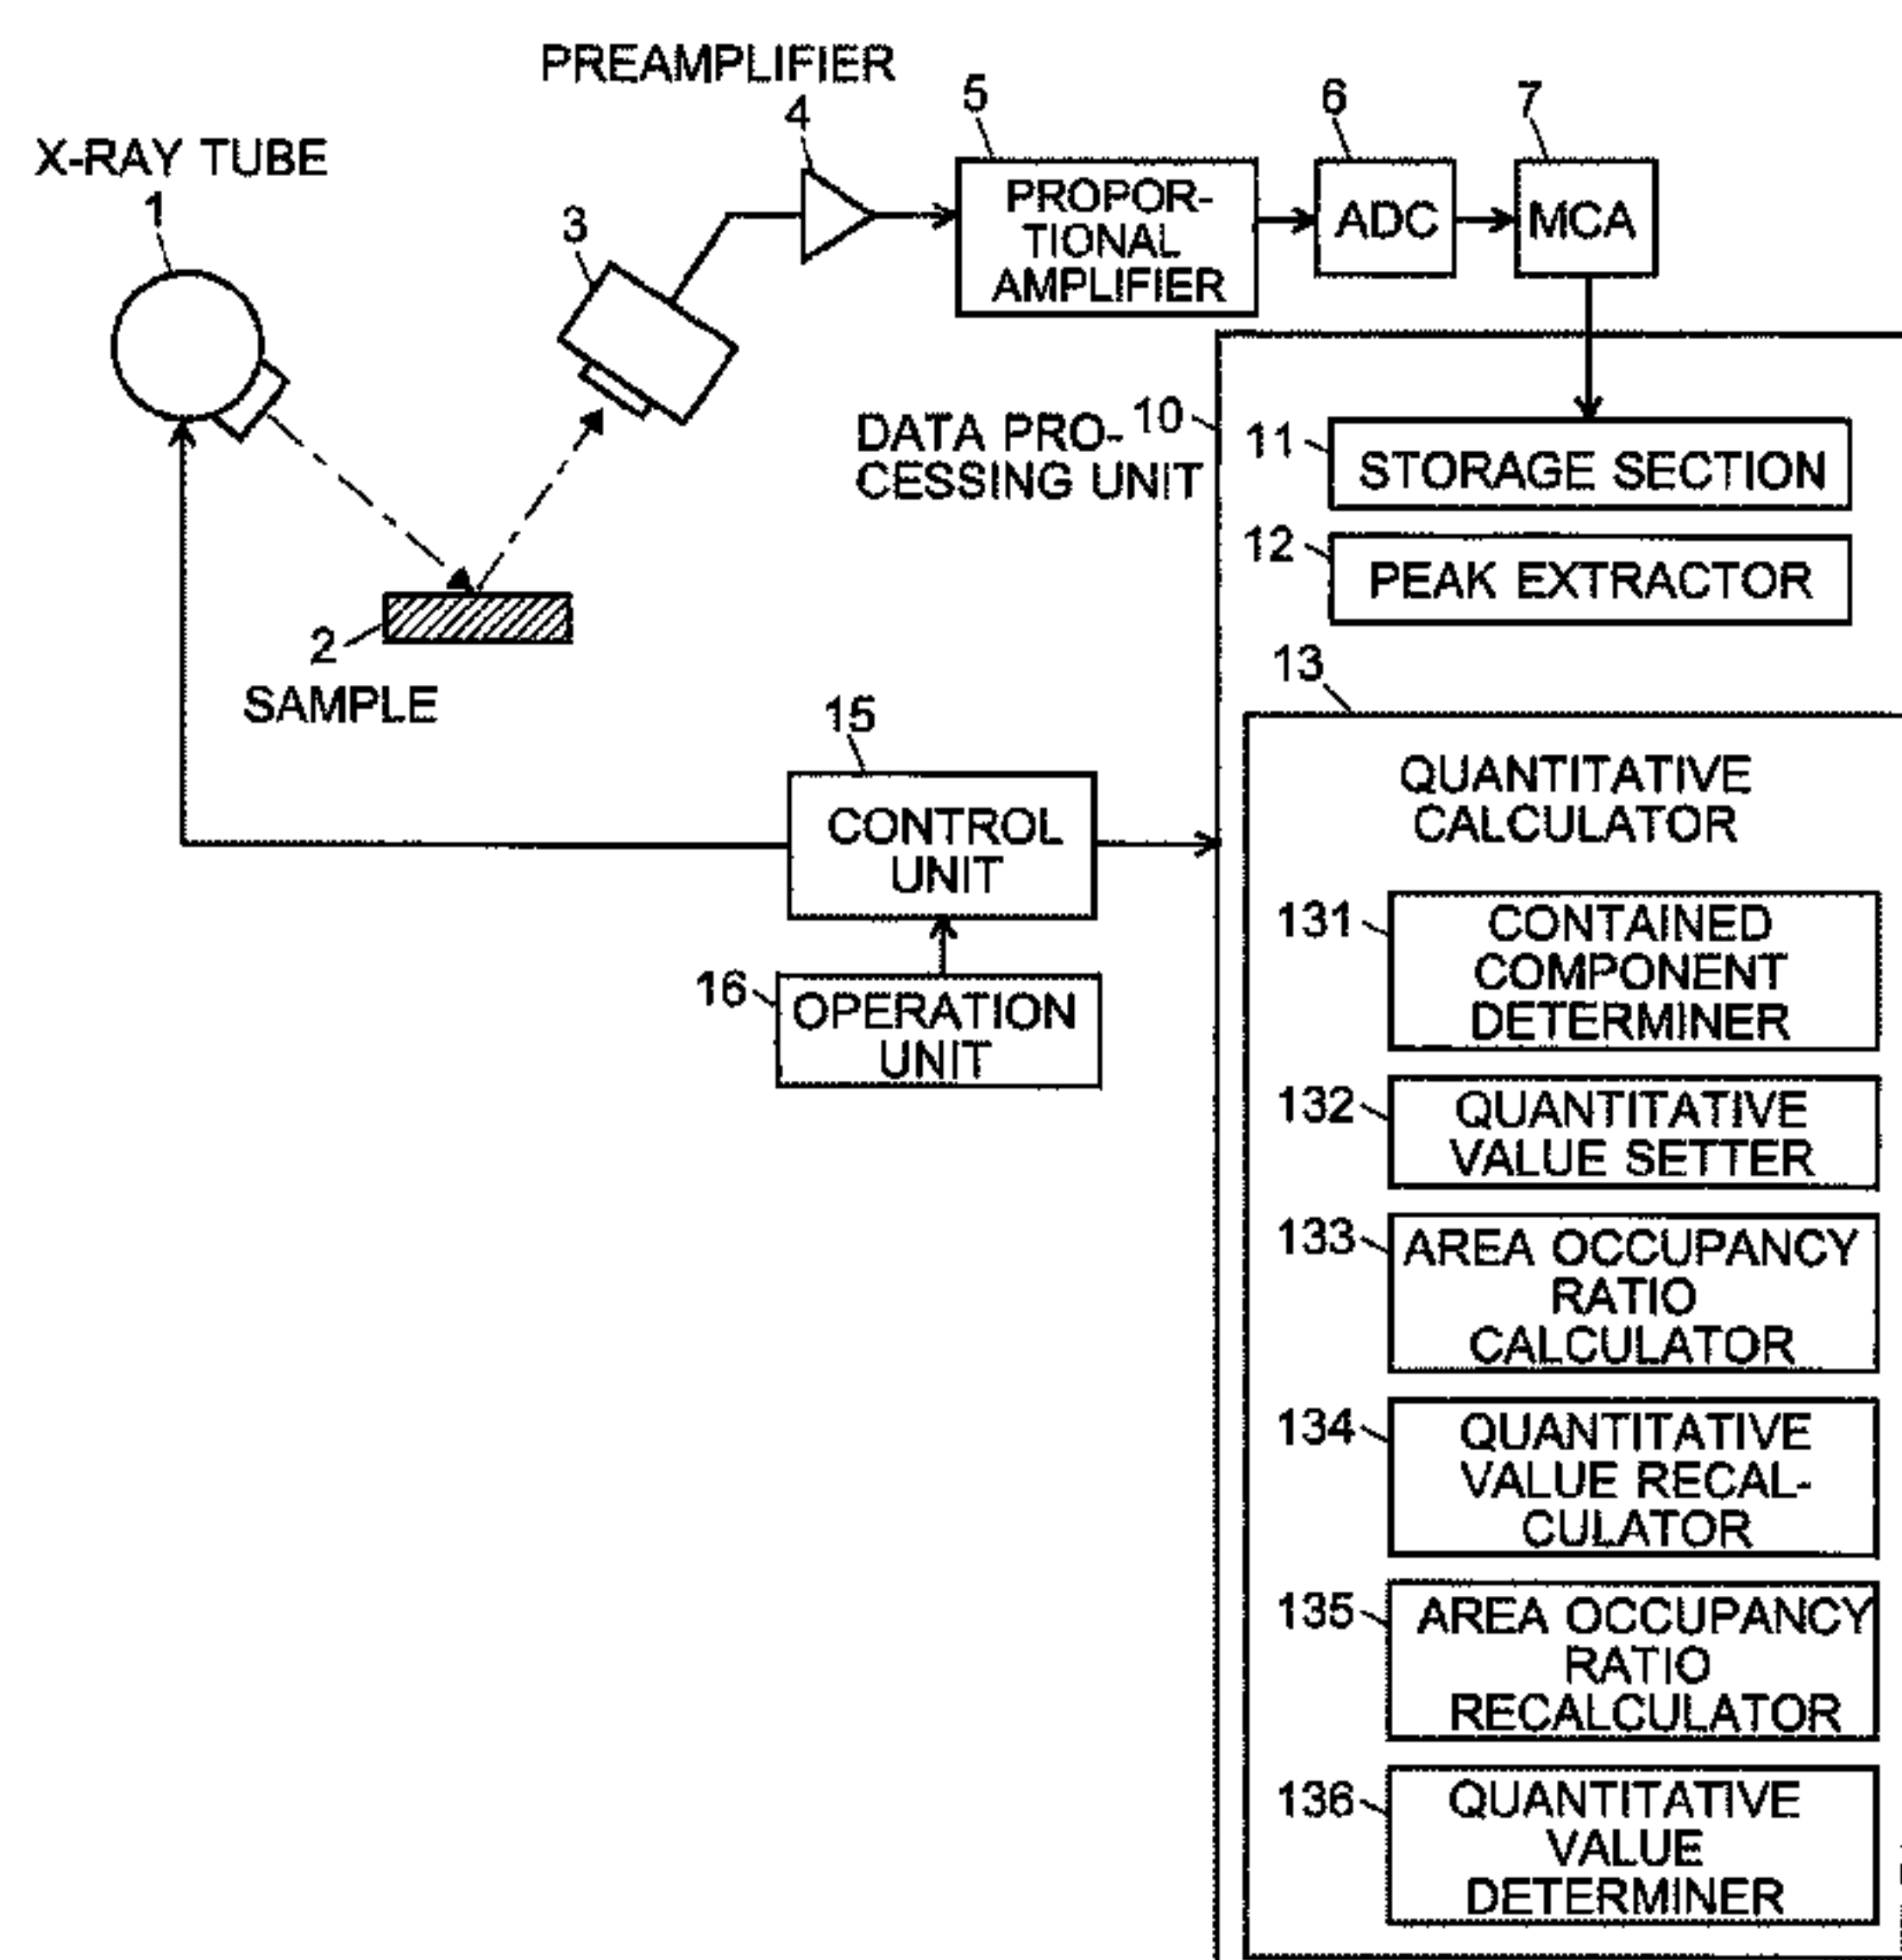 PREAMPLIFIER
4
5
6
7
X-RAY TUBE
1
3
PROPOR-
TIONAL
AMPLIFIER
ADC
MCA
DATA PRO-
CESSING UNIT
10
11
STORAGE SECTION
12
PEAK EXTRACTOR
2
SAMPLE
13
QUANTITATIVE
CALCULATOR
15
CONTROL
UNIT
16
OPERATION
UNIT
131
CONTAINED
COMPONENT
DETERMINER
132
QUANTITATIVE
VALUE SETTER
133
AREA OCCUPANCY
RATIO
CALCULATOR
134
QUANTITATIVE
VALUE RECAL-
CULATOR
135
AREA OCCUPANCY
RATIO
RECALCULATOR
136
QUANTITATIVE
VALUE
DETERMINER